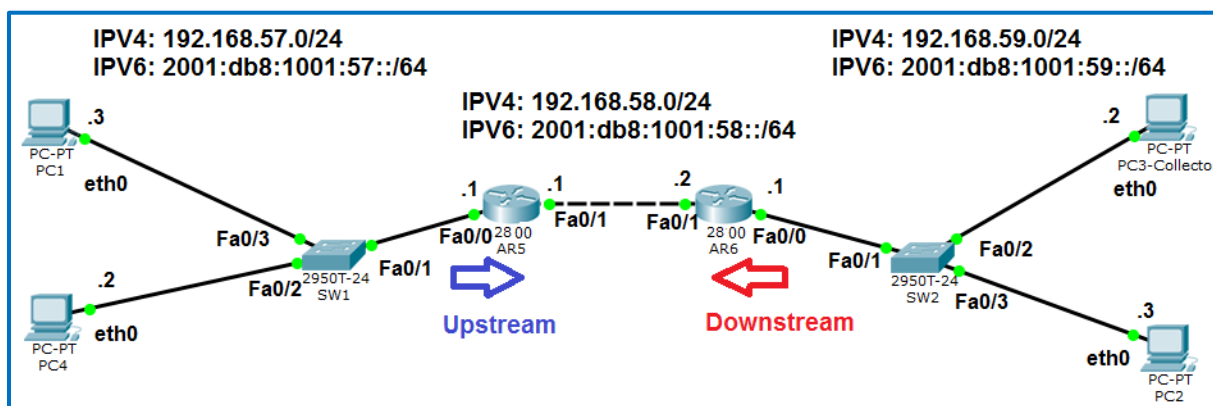 IPV4: 192.168.57.0/24
IPV6: 2001:db8:1001:57::/64
IPV4: 192.168.59.0/24
IPV6: 2001:db8:1001:59::/64
IPV4: 192.168.58.0/24
IPV6: 2001:db8:1001:58::/64
.3
PC-PT
PC1
eth0
.2
PC-PT
PC3-Collecto
eth0
.1
Fa0/0
28 00
AR5
.1
Fa0/1
.2
Fa0/1
28 00
AR6
.1
Fa0/0
Fa0/3
Fa0/1
Fa0/2
2950T-24
SW1
Fa0/1
Fa0/2
2950T-24
SW2
Fa0/3
.2
eth0
PC-PT
PC4
Upstream
Downstream
.3
eth0
PC-PT
PC2